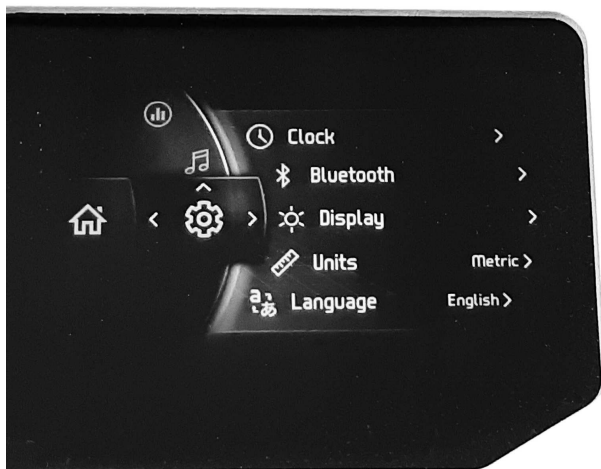 Clock
Bluetooth
Display
Units Metric
Language English